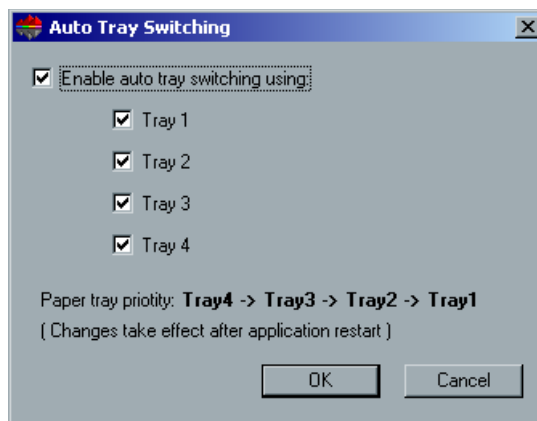 Auto Tray Switching
Enable auto tray switching using:
Tray 1
Tray 2
Tray 3
Tray 4
Paper tray priotity: Tray4 -> Tray3 -> Tray2 -> Tray1
( Changes take effect after application restart )
OK Cancel